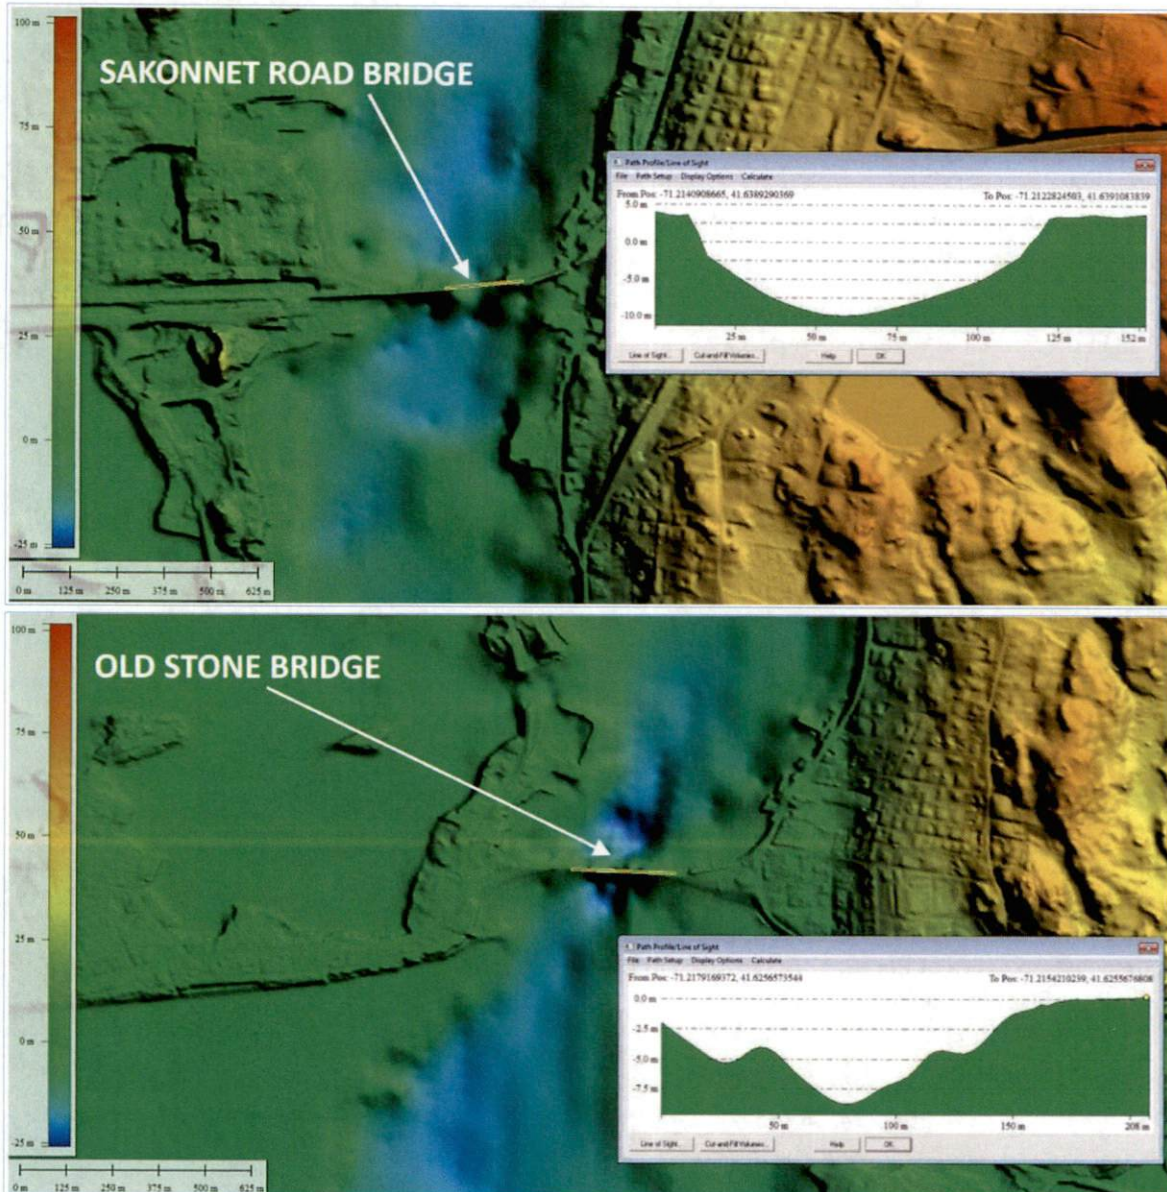 100 m
75 m
50 m
25 m
0 m
-25 m
0 m 125 m 250 m 375 m 500 m 625 m
SAKONNET ROAD BRIDGE
Path Profile/Line of Sight
File Path Setup Display Options Calculate
From Pos: -71.2140908665, 41.6389290369 To Pos: -71.2122824503, 41.6391083839
5.0 m
0.0 m
-5.0 m
-10.0 m
25 m 50 m 75 m 100 m 125 m 152 m
Line of Sight... Cut-and-Fill Volumes... Help OK
100 m
75 m
50 m
25 m
0 m
-25 m
0 m 125 m 250 m 375 m 500 m 625 m
OLD STONE BRIDGE
Path Profile/Line of Sight
File Path Setup Display Options Calculate
From Pos: -71.2179169372, 41.6256573544 To Pos: -71.2154210239, 41.6255676808
0.0 m
-2.5 m
-5.0 m
-7.5 m
50 m 100 m 150 m 208 m
Line of Sight... Cut-and-Fill Volumes... Help OK